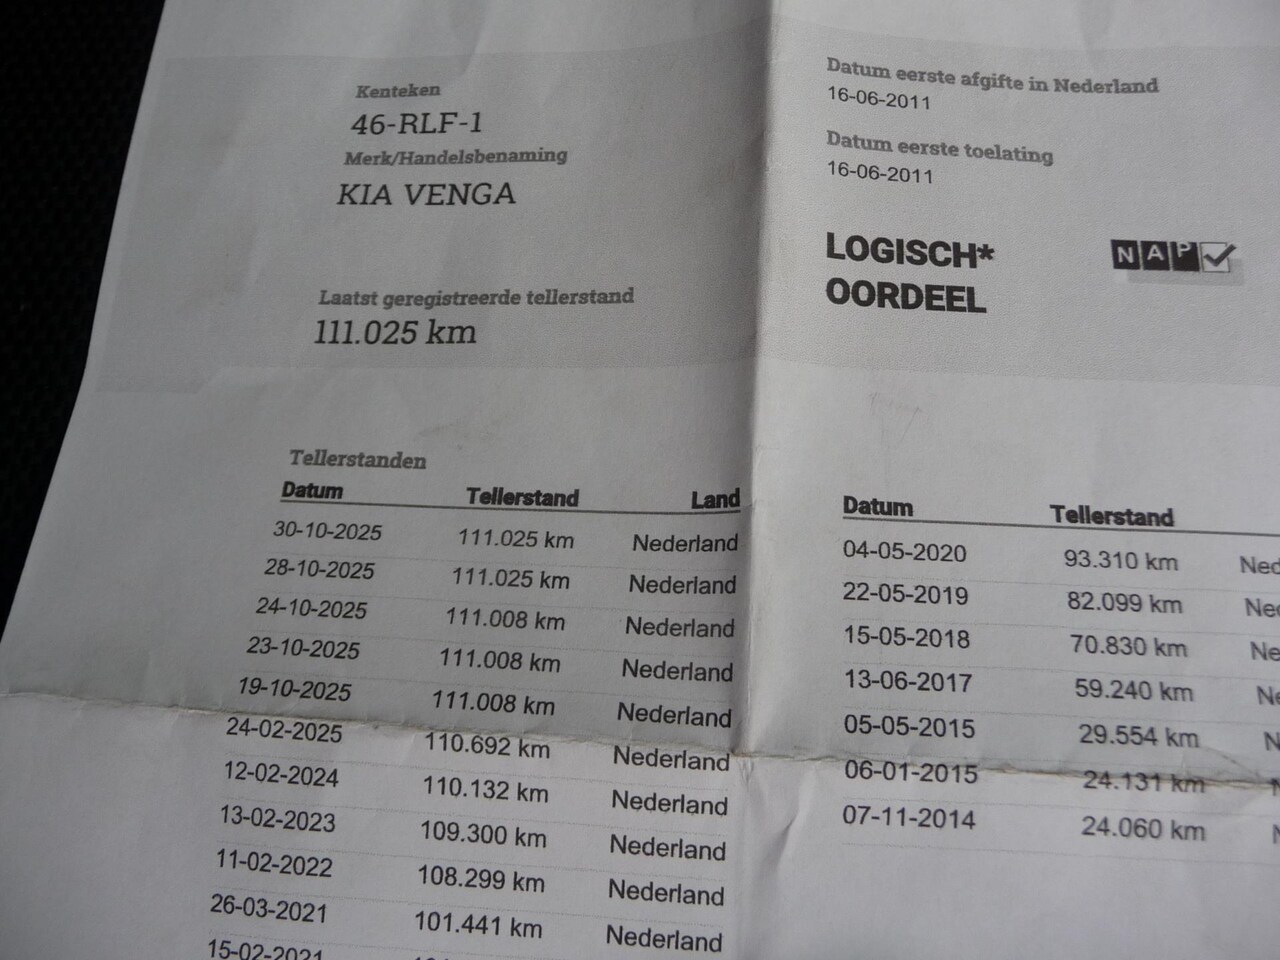 Kenteken
46-RLF-1
Merk/Handelsbenaming
KIA VENGA
Laatst geregistreerde tellerstand
111.025 km
Datum eerste afgifte in Nederland
16-06-2011
Datum eerste toelating
16-06-2011
LOGISCH*
OORDEEL
NAP
Tellerstanden
Datum Tellerstand Land
30-10-2025 111.025 km Nederland
28-10-2025 111.025 km Nederland
24-10-2025 111.008 km Nederland
23-10-2025 111.008 km Nederland
19-10-2025 111.008 km Nederland
24-02-2025 110.692 km Nederland
12-02-2024 110.132 km Nederland
13-02-2023 109.300 km Nederland
11-02-2022 108.299 km Nederland
26-03-2021 101.441 km Nederland
15-02-2021
Datum Tellerstand
04-05-2020 93.310 km Ned
22-05-2019 82.099 km Ned
15-05-2018 70.830 km Ne
13-06-2017 59.240 km Ne
05-05-2015 29.554 km N
06-01-2015 24.131 km N
07-11-2014 24.060 km N